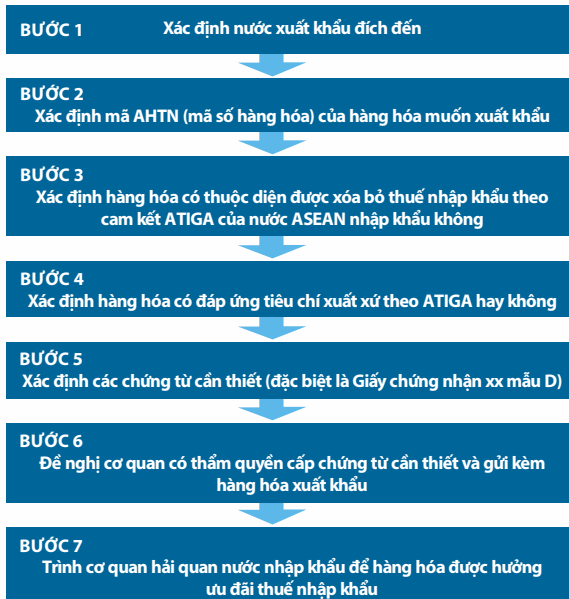 BƯỚC 1
Xác định nước xuất khẩu đích đến
BƯỚC 2
Xác định mã AHTN (mã số hàng hóa) của hàng hóa muốn xuất khẩu
BƯỚC 3
Xác định hàng hóa có thuộc diện được xóa bỏ thuế nhập khẩu theo
cam kết ATIGA của nước ASEAN nhập khẩu không
BƯỚC 4
Xác định hàng hóa có đáp ứng tiêu chí xuất xứ theo ATIGA hay không
BƯỚC 5
Xác định các chứng từ cần thiết (đặc biệt là Giấy chứng nhận xx mẫu D)
BƯỚC 6
Đề nghị cơ quan có thẩm quyền cấp chứng từ cần thiết và gửi kèm
hàng hóa xuất khẩu
BƯỚC 7
Trình cơ quan hải quan nước nhập khẩu để hàng hóa được hưởng
ưu đãi thuế nhập khẩu